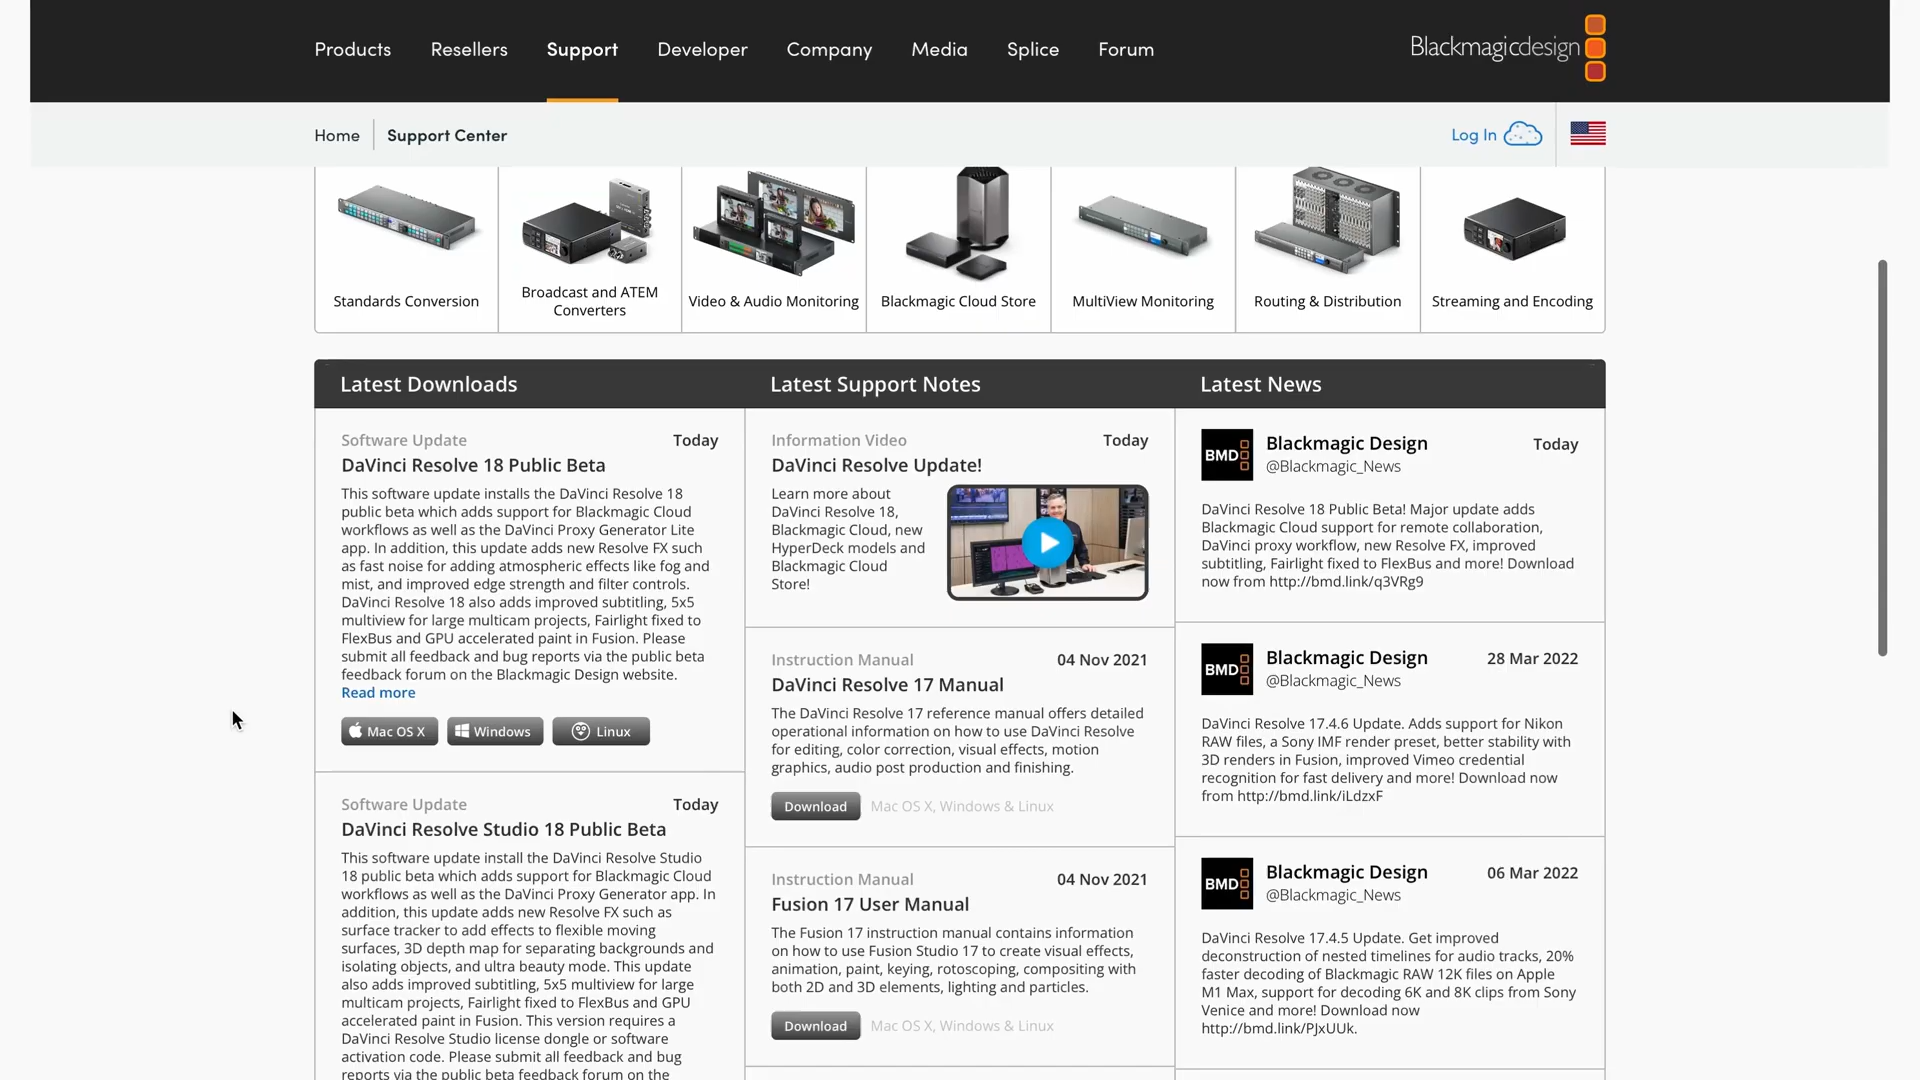 Products Resellers Support Developer Company Media Splice Forum Blackmagicdesign
Home Support Center Log In
Standards Conversion
Broadcast and ATEM
Converters
Video & Audio Monitoring
Blackmagic Cloud Store
MultiView Monitoring
Routing & Distribution
Streaming and Encoding
Latest Downloads
Software Update Today
DaVinci Resolve 18 Public Beta
This software update installs the DaVinci Resolve 18
public beta which adds support for Blackmagic Cloud
workflows as well as the DaVinci Proxy Generator Lite
app. In addition, this update adds new Resolve FX such
as fast noise for adding atmospheric effects like fog and
mist, and improved edge strength and filter controls.
DaVinci Resolve 18 also adds improved subtitling, 5x5
multiview for large multicam projects, Fairlight fixed to
FlexBus and GPU accelerated paint in Fusion. Please
submit all feedback and bug reports via the public beta
feedback forum on the Blackmagic Design website.
Read more
Mac OS X Windows Linux
Software Update Today
DaVinci Resolve Studio 18 Public Beta
This software update install the DaVinci Resolve Studio
18 public beta which adds support for Blackmagic Cloud
workflows as well as the DaVinci Proxy Generator app. In
addition, this update adds new Resolve FX such as
surface tracker to add effects to flexible moving
surfaces, 3D depth map for separating backgrounds and
isolating objects, and ultra beauty mode. This update
also adds improved subtitling, 5x5 multiview for large
multicam projects, Fairlight fixed to FlexBus and GPU
accelerated paint in Fusion. This version requires a
DaVinci Resolve Studio license dongle or software
activation code. Please submit all feedback and bug
reports via the public beta feedback forum on the
Latest Support Notes
Information Video Today
DaVinci Resolve Update!
Learn more about
DaVinci Resolve 18,
Blackmagic Cloud, new
HyperDeck models and
Blackmagic Cloud
Store!
Instruction Manual 04 Nov 2021
DaVinci Resolve 17 Manual
The DaVinci Resolve 17 reference manual offers detailed
operational information on how to use DaVinci Resolve
for editing, color correction, visual effects, motion
graphics, audio post production and finishing.
Download Mac OS X, Windows & Linux
Instruction Manual 04 Nov 2021
Fusion 17 User Manual
The Fusion 17 instruction manual contains information
on how to use Fusion Studio 17 to create visual effects,
animation, paint, keying, rotoscoping, compositing with
both 2D and 3D elements, lighting and particles.
Download Mac OS X, Windows & Linux
Latest News
BMD Blackmagic Design Today
@Blackmagic_News
DaVinci Resolve 18 Public Beta! Major update adds
Blackmagic Cloud support for remote collaboration,
DaVinci proxy workflow, new Resolve FX, improved
subtitling, Fairlight fixed to FlexBus and more! Download
now from http://bmd.link/q3VRg9
BMD Blackmagic Design 28 Mar 2022
@Blackmagic_News
DaVinci Resolve 17.4.6 Update. Adds support for Nikon
RAW files, a Sony IMF render preset, better stability with
3D renders in Fusion, improved Vimeo credential
recognition for fast delivery and more! Download now
from http://bmd.link/iLdzxF
BMD Blackmagic Design 06 Mar 2022
@Blackmagic_News
DaVinci Resolve 17.4.5 Update. Get improved
deconstruction of nested timelines for audio tracks, 20%
faster decoding of Blackmagic RAW 12K files on Apple
M1 Max, support for decoding 6K and 8K clips from Sony
Venice and more! Download now
http://bmd.link/PJxUUk.